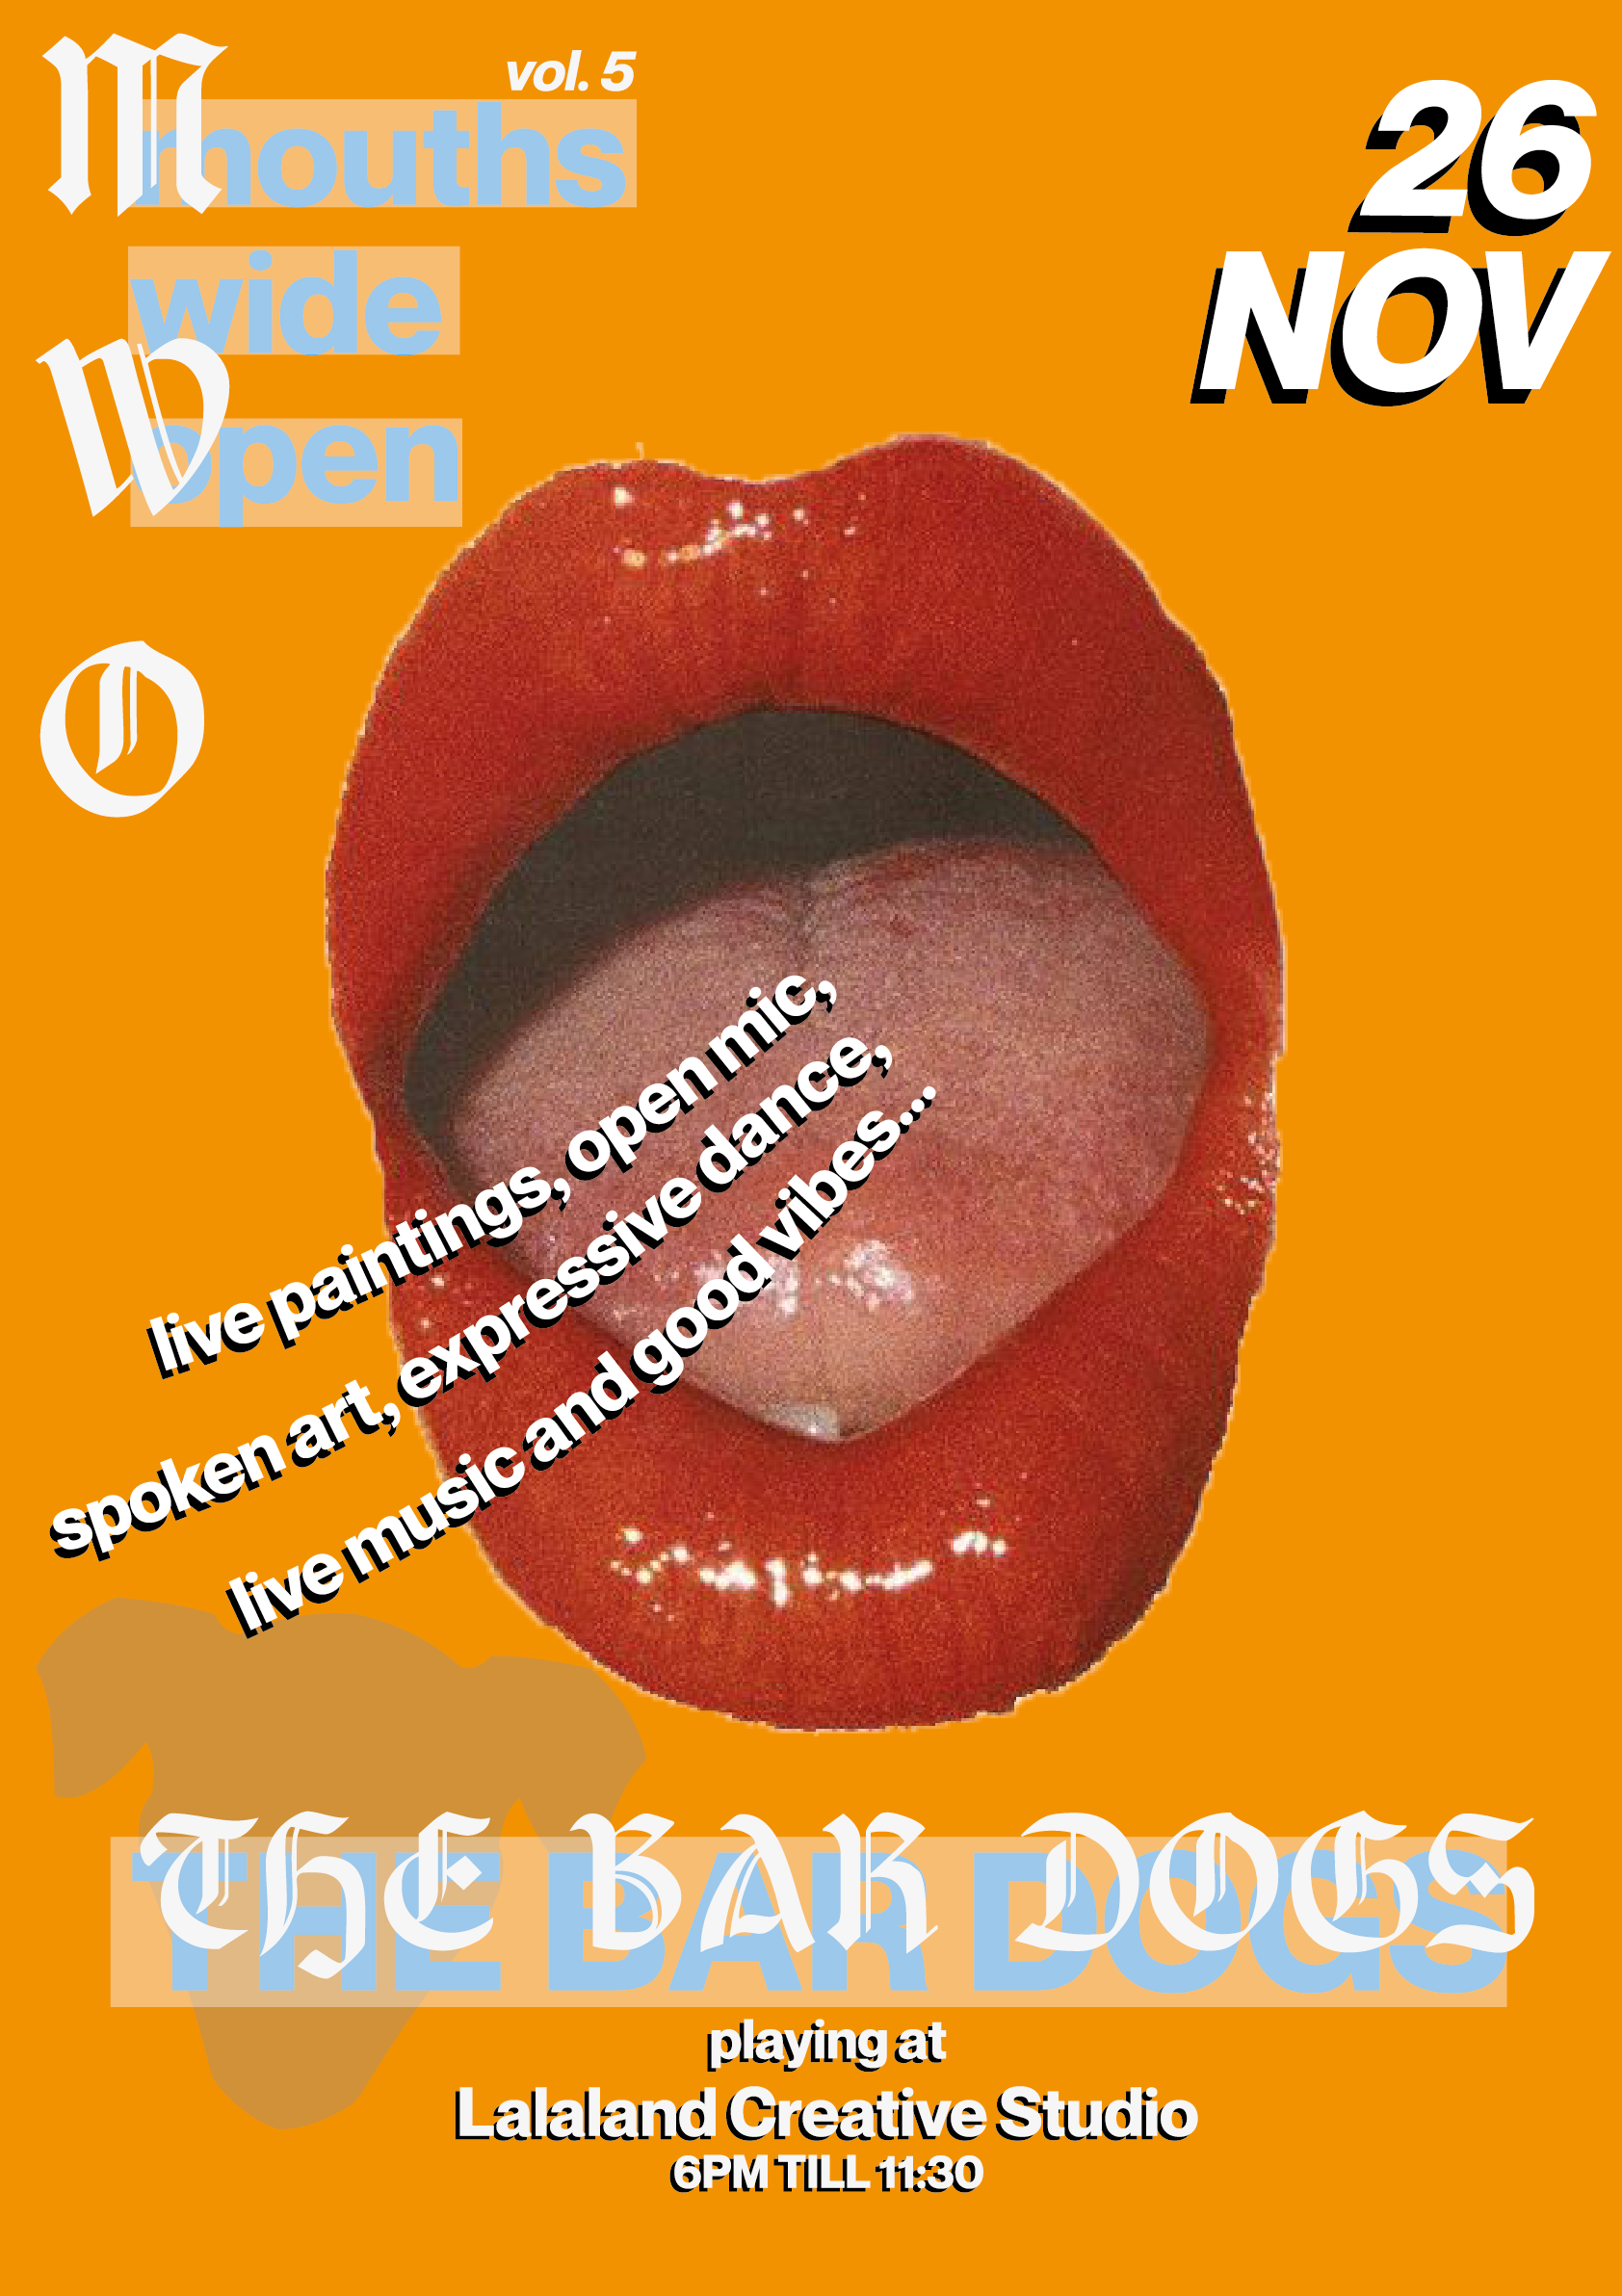 vol. 5
M
mouths
wide
W
open
O
26
NOV
live paintings, open mic,
spoken art, expressive dance,
live music and good vibes...
THE BAR DOGS
THE BAR DOGS
playing at
Lalaland Creative Studio
6PM TILL 11:30